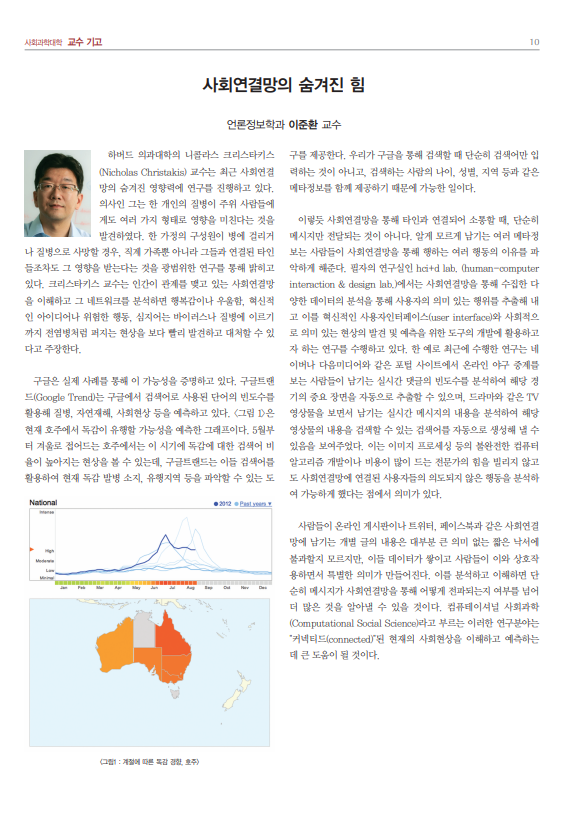 사회과학대학 교수 기고
10
사회연결망의 숨겨진 힘
언론정보학과 이준환 교수
하버드 의과대학의 니콜라스 크리스타키스
(Nicholas Christakis) 교수는 최근 사회연결
망의 숨겨진 영향력에 연구를 진행하고 있다.
의사인 그는 한 개인의 질병이 주위 사람들에
게도 여러 가지 형태로 영향을 미친다는 것을
발견하였다. 한 가정의 구성원이 병에 걸리거
나 질병으로 사망할 경우, 직계 가족뿐 아니라 그들과 연결된 타인
들조차도 그 영향을 받는다는 것을 광범위한 연구를 통해 밝히고
있다. 크리스타키스 교수는 인간이 관계를 맺고 있는 사회연결망
을 이해하고 그 네트워크를 분석하면 행복감이나 우울함, 혁신적
인 아이디어나 위험한 행동, 심지어는 바이러스나 질병에 이르기
까지 전염병처럼 퍼지는 현상을 보다 빨리 발견하고 대처할 수 있
다고 주장한다.
구글은 실제 사례를 통해 이 가능성을 증명하고 있다. 구글트랜
드(Google Trend)는 구글에서 검색어로 사용된 단어의 빈도수를
활용해 질병, 자연재해, 사회현상 등을 예측하고 있다. <그림 1>은
현재 호주에서 독감이 유행할 가능성을 예측한 그래프이다. 5월부
터 겨울로 접어드는 호주에서는 이 시기에 독감에 대한 검색어 비
율이 높아지는 현상을 볼 수 있는데, 구글트랜드는 이들 검색어를
활용하여 현재 독감 발병 소지, 유행지역 등을 파악할 수 있는 도
National
2012 Past years ▼
Intense
High
Moderate
Low
Minimal
Jan Feb Mar Apr May Jun Jul Aug Sep Oct Nov Dec
<그림1 : 계절에 따른 독감 경향, 호주>
구를 제공한다. 우리가 구글을 통해 검색할 때 단순히 검색어만 입
력하는 것이 아니고, 검색하는 사람의 나이, 성별, 지역 등과 같은
메타정보를 함께 제공하기 때문에 가능한 일이다.
이렇듯 사회연결망을 통해 타인과 연결되어 소통할 때, 단순히
메시지만 전달되는 것이 아니다. 알게 모르게 남기는 여러 메타정
보는 사람들이 사회연결망을 통해 행하는 여러 행동의 이유를 파
악하게 해준다. 필자의 연구실인 hci+d lab. (human-computer
interaction & design lab.)에서는 사회연결망을 통해 수집한 다
양한 데이터의 분석을 통해 사용자의 의미 있는 행위를 추출해 내
고 이를 혁신적인 사용자인터페이스(user interface)와 사회적으
로 의미 있는 현상의 발견 및 예측을 위한 도구의 개발에 활용하고
자 하는 연구를 수행하고 있다. 한 예로 최근에 수행한 연구는 네
이버나 다음미디어와 같은 포털 사이트에서 온라인 야구 중계를
보는 사람들이 남기는 실시간 댓글의 빈도수를 분석하여 해당 경
기의 중요 장면을 자동으로 추출할 수 있으며, 드라마와 같은 TV
영상물을 보면서 남기는 실시간 메시지의 내용을 분석하여 해당
영상물의 내용을 검색할 수 있는 검색어를 자동으로 생성해 낼 수
있음을 보여주었다. 이는 이미지 프로세싱 등의 불완전한 컴퓨터
알고리즘 개발이나 비용이 많이 드는 전문가의 힘을 빌리지 않고
도 사회연결망에 연결된 사용자들의 의도되지 않은 행동을 분석하
여 가능하게 했다는 점에서 의미가 있다.
사람들이 온라인 게시판이나 트위터, 페이스북과 같은 사회연결
망에 남기는 개별 글의 내용은 대부분 큰 의미 없는 짧은 낙서에
불과할지 모르지만, 이들 데이터가 쌓이고 사람들이 이와 상호작
용하면서 특별한 의미가 만들어진다. 이를 분석하고 이해하면 단
순히 메시지가 사회연결망을 통해 어떻게 전파되는지 여부를 넘어
더 많은 것을 알아낼 수 있을 것이다. 컴퓨테이셔널 사회과학
(Computational Social Science)라고 부르는 이러한 연구분야는
"커넥티드(connected)"된 현재의 사회현상을 이해하고 예측하는
데 큰 도움이 될 것이다.